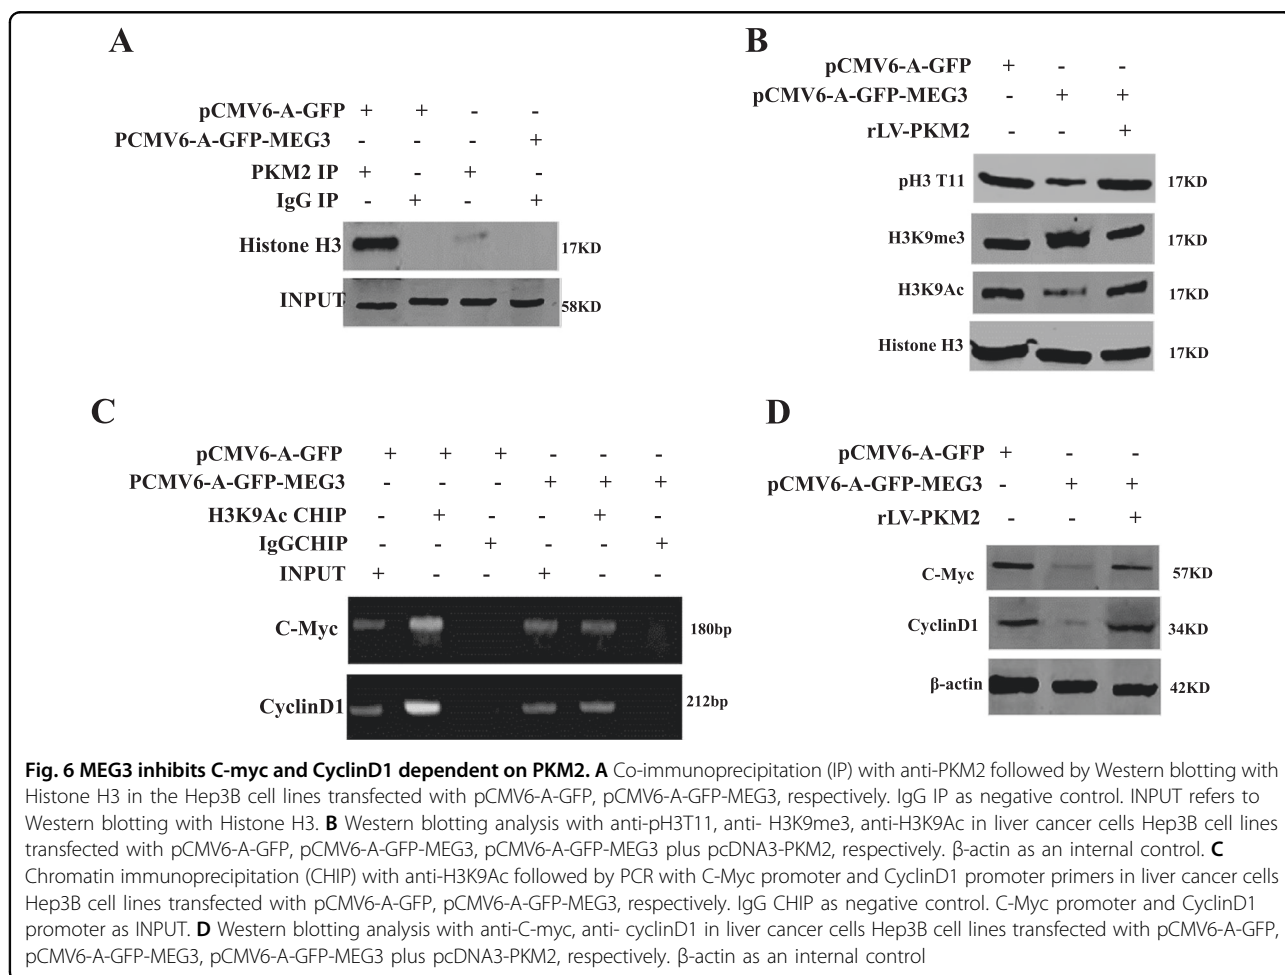 A
pCMV6-A-GFP + + - -
PCMV6-A-GFP-MEG3 - - - +
PKM2 IP + - + -
IgG IP - + - +
Histone H3 17KD
INPUT 58KD
B
pCMV6-A-GFP + - -
pCMV6-A-GFP-MEG3 - + +
rLV-PKM2 - - +
pH3 T11 17KD
H3K9me3 17KD
H3K9Ac 17KD
Histone H3 17KD
C
pCMV6-A-GFP + + + - - -
PCMV6-A-GFP-MEG3 - - - + + +
H3K9Ac CHIP - + - - + -
IgGCHIP - - + - - +
INPUT + - - + - -
C-Myc 180bp
CyclinD1 212bp
D
pCMV6-A-GFP + - -
pCMV6-A-GFP-MEG3 - + +
rLV-PKM2 - - +
C-Myc 57KD
CyclinD1 34KD
β-actin 42KD
Fig. 6 MEG3 inhibits C-myc and CyclinD1 dependent on PKM2. A Co-immunoprecipitation (IP) with anti-PKM2 followed by Western blotting with
Histone H3 in the Hep3B cell lines transfected with pCMV6-A-GFP, pCMV6-A-GFP-MEG3, respectively. IgG IP as negative control. INPUT refers to
Western blotting with Histone H3. B Western blotting analysis with anti-pH3T11, anti- H3K9me3, anti-H3K9Ac in liver cancer cells Hep3B cell lines
transfected with pCMV6-A-GFP, pCMV6-A-GFP-MEG3, pCMV6-A-GFP-MEG3 plus pcDNA3-PKM2, respectively. β-actin as an internal control. C
Chromatin immunoprecipitation (CHIP) with anti-H3K9Ac followed by PCR with C-Myc promoter and CyclinD1 promoter primers in liver cancer cells
Hep3B cell lines transfected with pCMV6-A-GFP, pCMV6-A-GFP-MEG3, respectively. IgG CHIP as negative control. C-Myc promoter and CyclinD1
promoter as INPUT. D Western blotting analysis with anti-C-myc, anti- cyclinD1 in liver cancer cells Hep3B cell lines transfected with pCMV6-A-GFP,
pCMV6-A-GFP-MEG3, pCMV6-A-GFP-MEG3 plus pcDNA3-PKM2, respectively. β-actin as an internal control